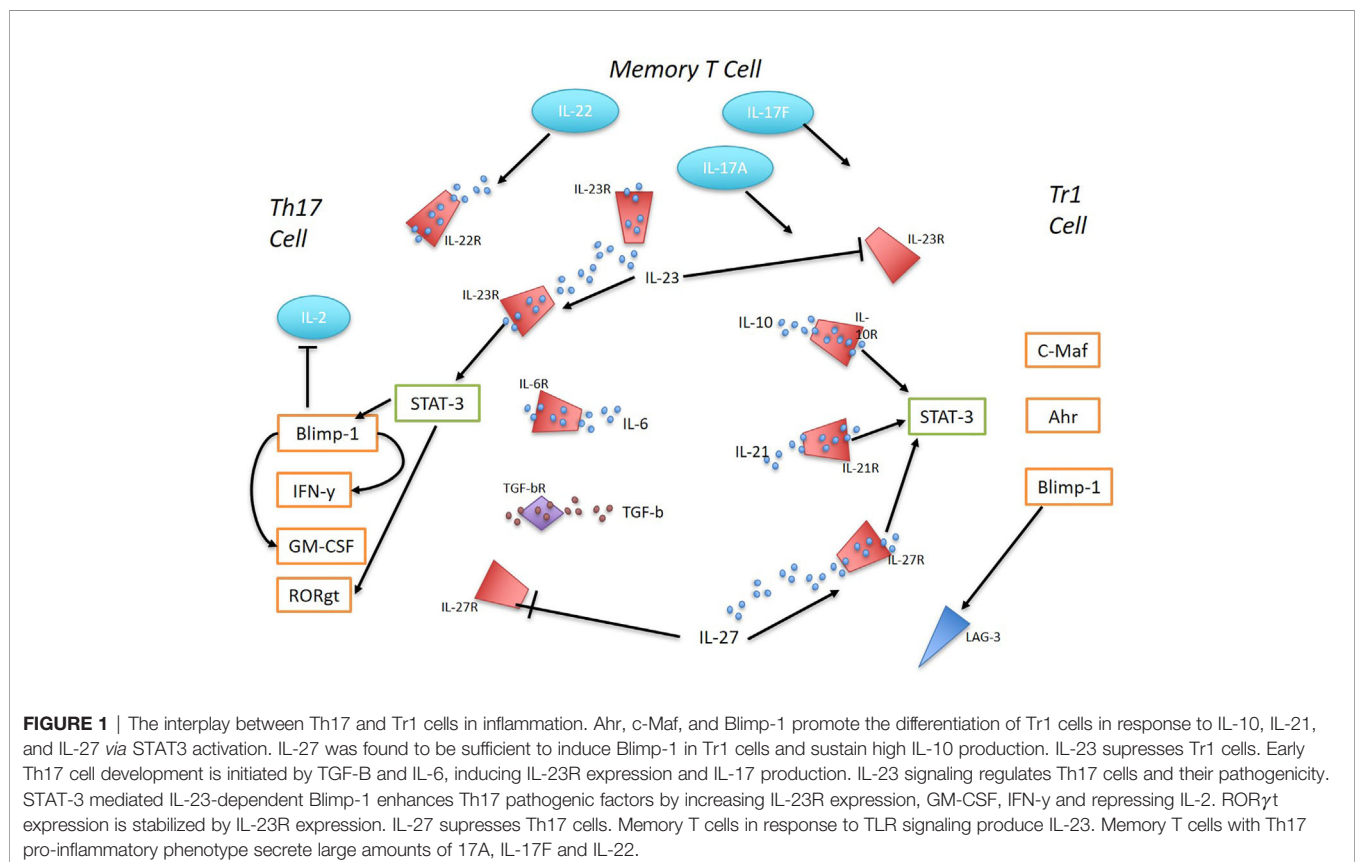 Memory T Cell
IL-22
IL-17F
IL-17A
IL-23R
Th17
Cell
Tr1
Cell
IL-22R
IL-23R
IL-23
IL-23R
IL-2
IL-10
IL-
10R
C-Maf
STAT-3
IL-6R
IL-6
STAT-3
Ahr
Blimp-1
IL-21
IL-21R
IFN-y
TGF-bR
TGF-b
Blimp-1
GM-CSF
IL-27R
RORgt
IL-27R
IL-27
LAG-3
FIGURE 1 | The interplay between Th17 and Tr1 cells in inflammation. Ahr, c-Maf, and Blimp-1 promote the differentiation of Tr1 cells in response to IL-10, IL-21,
and IL-27 via STAT3 activation. IL-27 was found to be sufficient to induce Blimp-1 in Tr1 cells and sustain high IL-10 production. IL-23 supresses Tr1 cells. Early
Th17 cell development is initiated by TGF-B and IL-6, inducing IL-23R expression and IL-17 production. IL-23 signaling regulates Th17 cells and their pathogenicity.
STAT-3 mediated IL-23-dependent Blimp-1 enhances Th17 pathogenic factors by increasing IL-23R expression, GM-CSF, IFN-y and repressing IL-2. RORγt
expression is stabilized by IL-23R expression. IL-27 supresses Th17 cells. Memory T cells in response to TLR signaling produce IL-23. Memory T cells with Th17
pro-inflammatory phenotype secrete large amounts of 17A, IL-17F and IL-22.